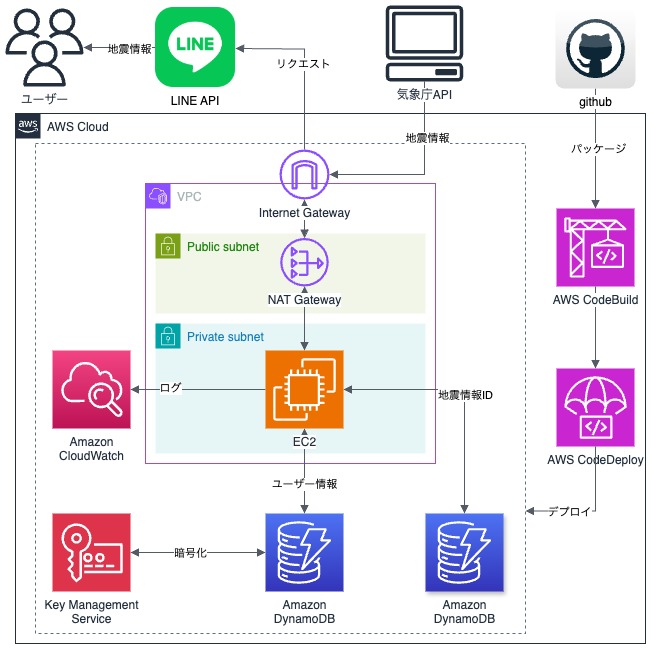 LINE
地震情報
リクエスト
ユーザー
LINE API
気象庁API
github
aws
AWS Cloud
地震情報
パッケージ
VPC
Internet Gateway
Public subnet
NAT Gateway
AWS CodeBuild
Private subnet
ログ
地震情報ID
EC2
Amazon
CloudWatch
AWS CodeDeploy
ユーザー情報
デプロイ
暗号化
Key Management
Service
Amazon
DynamoDB
Amazon
DynamoDB